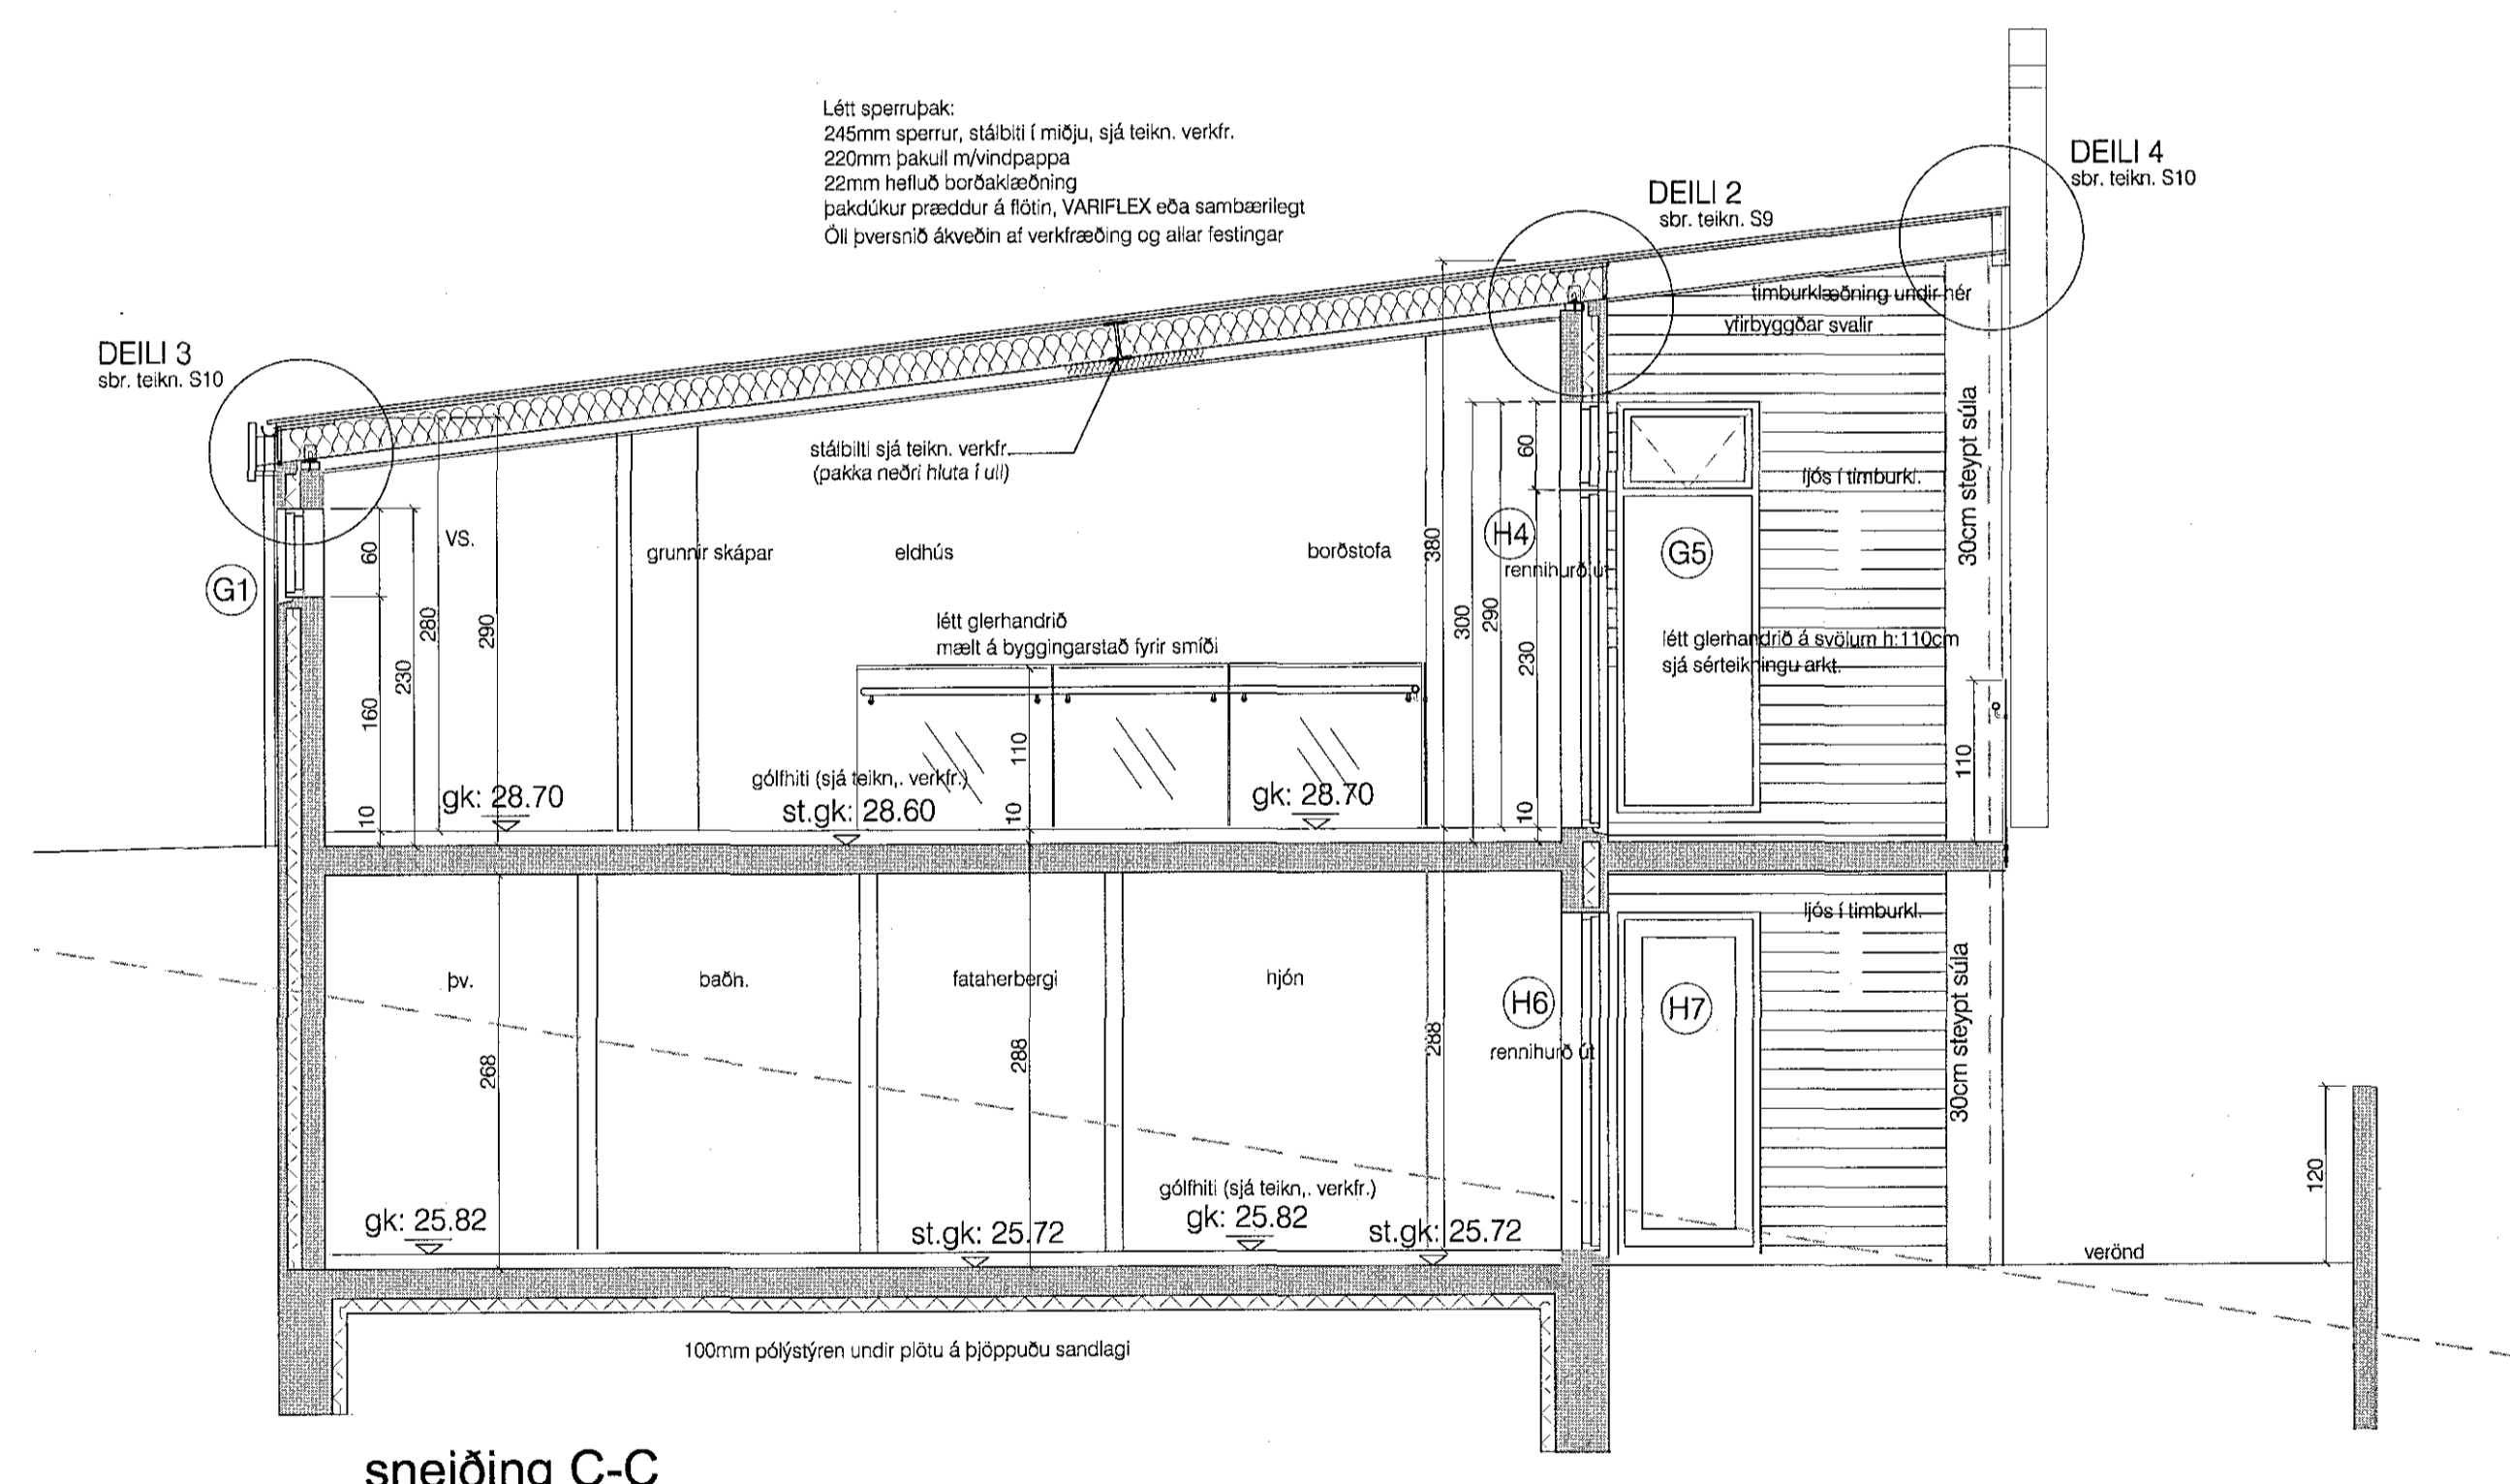 Létt sperruþak:
245mm sperrur, stálbiti í miðju, sjá teikn. verkfr.
220mm þakull m/vindpappa
22mm hefluð borðaklæðning
þakdúkur præddur á flötin, VARIFLEX eða sambærilegt
Öll þversnið ákveðin af verkfræðing og allar festingar
DEILI 4
sbr. teikn. S10
DEILI 2
sbr. teikn. S9
DEILI 3
sbr. teikn. S10
timburklæðning undir hér
yfirbyggðar svalir
30cm steypt súla
stálbilti sjá teikn. verkfr.
(pakka neðri hluta í ull)
60
ljós í timburkl.
VS.
grunnir skápar
eldhús
borðstofa
380
H4
G5
rennihurð út
G1
60
280
290
230
160
10
létt glerhandrið
mælt á byggingarstað fyrir smíði
300
290
230
10
létt glerhandrið á svölum h:110cm
sjá sérteikningu arkt.
110
110
10
gólfhiti (sjá teikn,. verkfr.)
gk: 28.70
st.gk: 28.60
gk: 28.70
ljós í timburkl.
þv.
baðh.
fataherbergi
hjón
H6
H7
rennihurð út
30cm steypt súla
268
288
288
120
gólfhiti (sjá teikn,. verkfr.)
gk: 25.82
st.gk: 25.72
gk: 25.82
st.gk: 25.72
verönd
100mm pólýstýren undir plötu á þjöppuðu sandlagi
sneiðing C-C